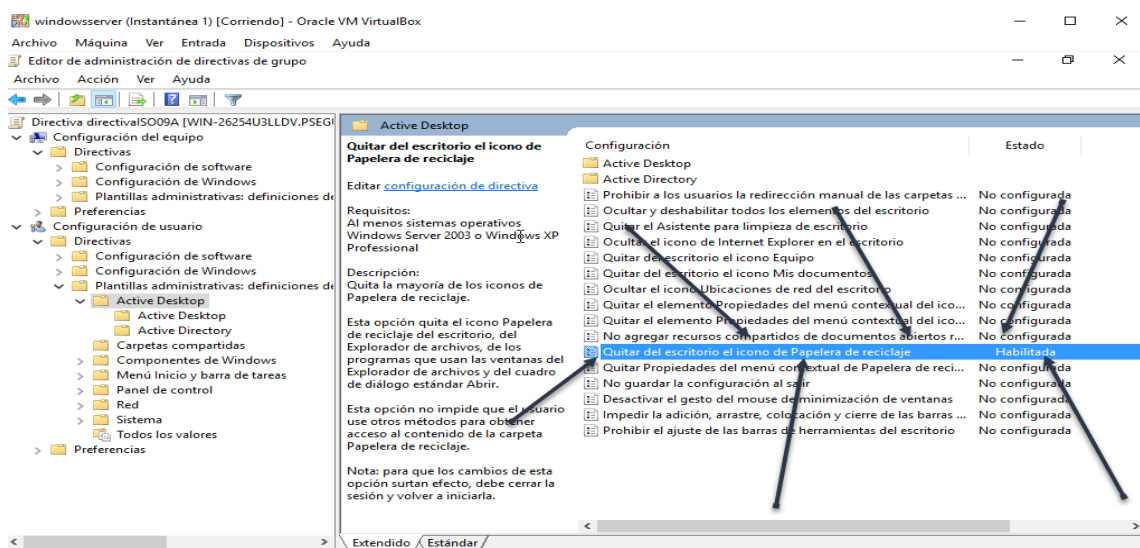 windowsserver (Instantánea 1) [Corriendo] - Oracle VM VirtualBox
Archivo Máquina Ver Entrada Dispositivos Ayuda
Editor de administración de directivas de grupo
Archivo Acción Ver Ayuda
Directiva directivaISO09A [WIN-26254U3LLDV.PSEGU
Configuración del equipo
Directivas
Configuración de software
Configuración de Windows
Plantillas administrativas: definiciones de
Preferencias
Configuración de usuario
Directivas
Configuración de software
Configuración de Windows
Plantillas administrativas: definiciones de
Active Desktop
Active Desktop
Active Directory
Carpetas compartidas
Componentes de Windows
Menú Inicio y barra de tareas
Panel de control
Red
Sistema
Todos los valores
Preferencias
Active Desktop
Quitar del escritorio el icono de
Papelera de reciclaje
Editar configuración de directiva
Requisitos:
Al menos sistemas operativos
Windows Server 2003 o Windows XP
Professional
Descripción:
Quita la mayoría de los iconos de
Papelera de reciclaje.
Esta opción quita el icono Papelera
de reciclaje del escritorio, del
Explorador de archivos, de los
programas que usan las ventanas del
Explorador de archivos y del cuadro
de diálogo estándar Abrir.
Esta opción no impide que el usuario
use otros métodos para obtener
acceso al contenido de la carpeta
Papelera de reciclaje.
Nota: para que los cambios de esta
opción surtan efecto, debe cerrar la
sesión y volver a iniciarla.
Configuración Estado
Active Desktop
Active Directory
Prohibir a los usuarios la redirección manual de las carpetas ... No configurada
Ocultar y deshabilitar todos los elementos del escritorio No configurada
Quitar el Asistente para limpieza de escritorio No configurada
Ocultar el icono de Internet Explorer en el escritorio No configurada
Quitar del escritorio el icono Equipo No configurada
Quitar del escritorio el icono Mis documentos No configurada
Ocultar el icono Ubicaciones de red del escritorio No configurada
Quitar el elemento Propiedades del menú contextual del ico... No configurada
Quitar el elemento Propiedades del menú contextual del ico... No configurada
No agregar recursos compartidos de documentos abiertos r... No configurada
Quitar del escritorio el icono de Papelera de reciclaje Habilitada
Quitar Propiedades del menú contextual de Papelera de reci... No configurada
No guardar la configuración al salir No configurada
Desactivar el gesto del mouse de minimización de ventanas No configurada
Impedir la adición, arrastre, colocación y cierre de las barras ... No configurada
Prohibir el ajuste de las barras de herramientas del escritorio No configurada
Extendido Estándar